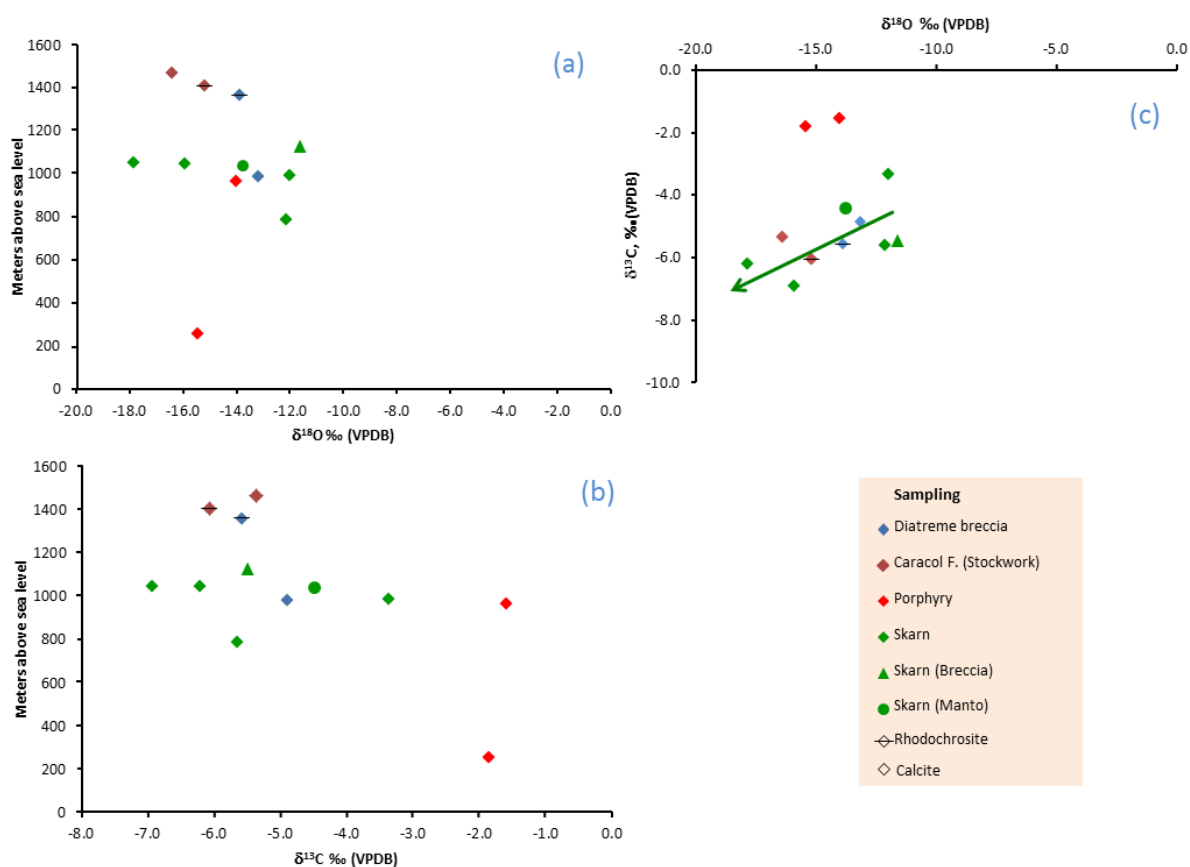 (a)
Meters above sea level
1600
1400
1200
1000
800
600
400
200
0
-20.0 -18.0 -16.0 -14.0 -12.0 -10.0 -8.0 -6.0 -4.0 -2.0 0.0
δ18O ‰ (VPDB)
δ18O ‰ (VPDB)
-20.0 -15.0 -10.0 -5.0 0.0
0.0
-2.0
-4.0
-6.0
-8.0
-10.0
δ13C, ‰ (VPDB)
(c)
(b)
Meters above sea level
1600
1400
1200
1000
800
600
400
200
0
-8.0 -7.0 -6.0 -5.0 -4.0 -3.0 -2.0 -1.0 0.0
δ13C ‰ (VPDB)
Sampling
Diatreme breccia
Caracol F. (Stockwork)
Porphyry
Skarn
Skarn (Breccia)
Skarn (Manto)
Rhodochrosite
Calcite